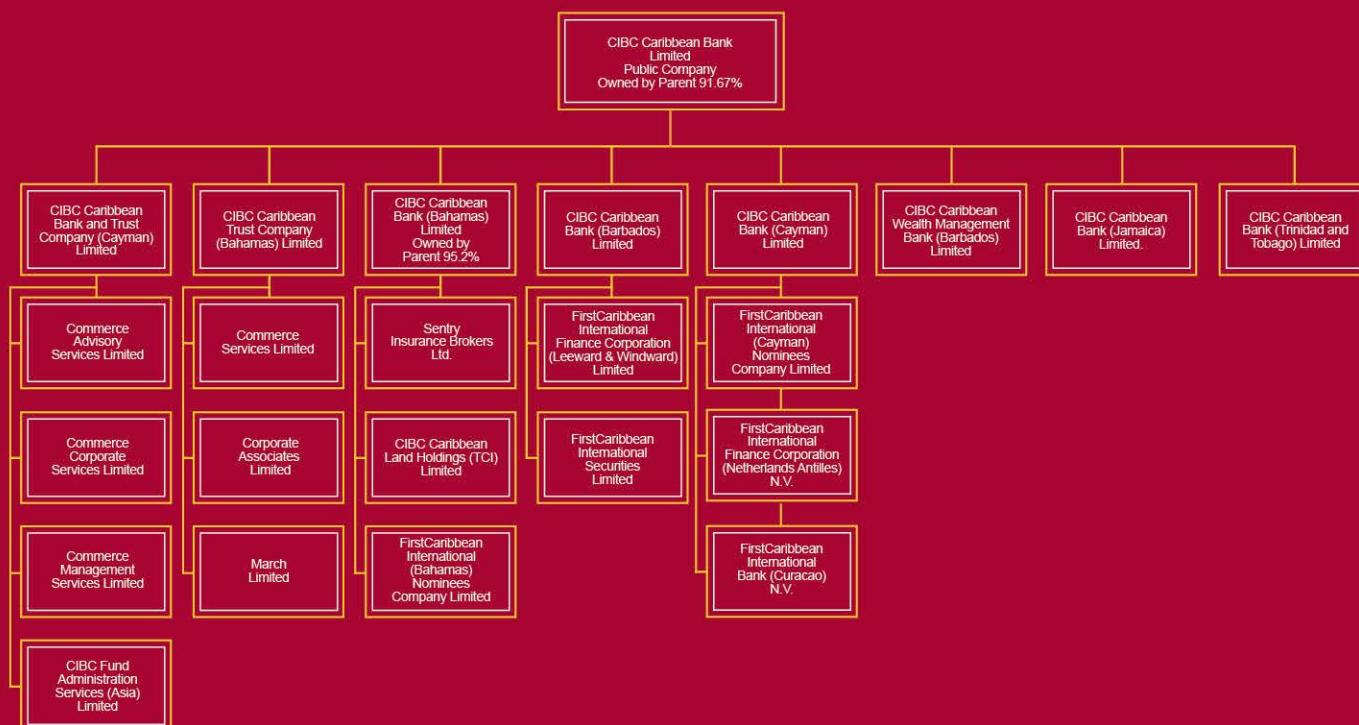 CIBC Caribbean Bank
Limited
Public Company
Owned by Parent 91.67%
CIBC Caribbean
Bank and Trust
Company (Cayman)
Limited
CIBC Caribbean
Trust Company
(Bahamas) Limited
CIBC Caribbean
Bank (Bahamas)
Limited
Owned by
Parent 95.2%
CIBC Caribbean
Bank (Barbados)
Limited
CIBC Caribbean
Bank (Cayman)
Limited
CIBC Caribbean
Wealth Management
Bank (Barbados)
Limited
CIBC Caribbean
Bank (Jamaica)
Limited.
CIBC Caribbean
Bank (Trinidad and
Tobago) Limited
Commerce
Advisory
Services Limited
Commerce
Services Limited
Sentry
Insurance Brokers
Ltd.
FirstCaribbean
International
Finance Corporation
(Leeward & Windward)
Limited
FirstCaribbean
International
(Cayman)
Nominees
Company Limited
Commerce
Corporate
Services Limited
Corporate
Associates
Limited
CIBC Caribbean
Land Holdings (TCI)
Limited
FirstCaribbean
International
Securities
Limited
FirstCaribbean
International
Finance Corporation
(Netherlands Antilles)
N.V.
Commerce
Management
Services Limited
March
Limited
FirstCaribbean
International
(Bahamas)
Nominees
Company Limited
FirstCaribbean
International
Bank (Curacao)
N.V.
CIBC Fund
Administration
Services (Asia)
Limited